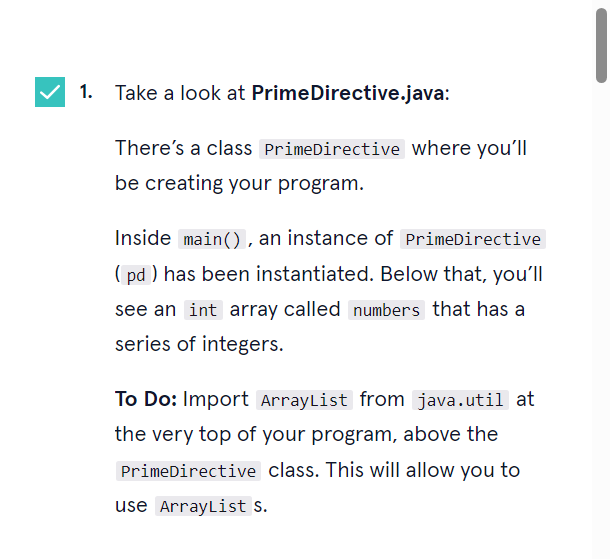 1. Take a look at PrimeDirective.java:
There’s a class PrimeDirective where you’ll
be creating your program.
Inside main(), an instance of PrimeDirective
(pd) has been instantiated. Below that, you’ll
see an int array called numbers that has a
series of integers.
To Do: Import ArrayList from java.util at
the very top of your program, above the
PrimeDirective class. This will allow you to
use ArrayLists.